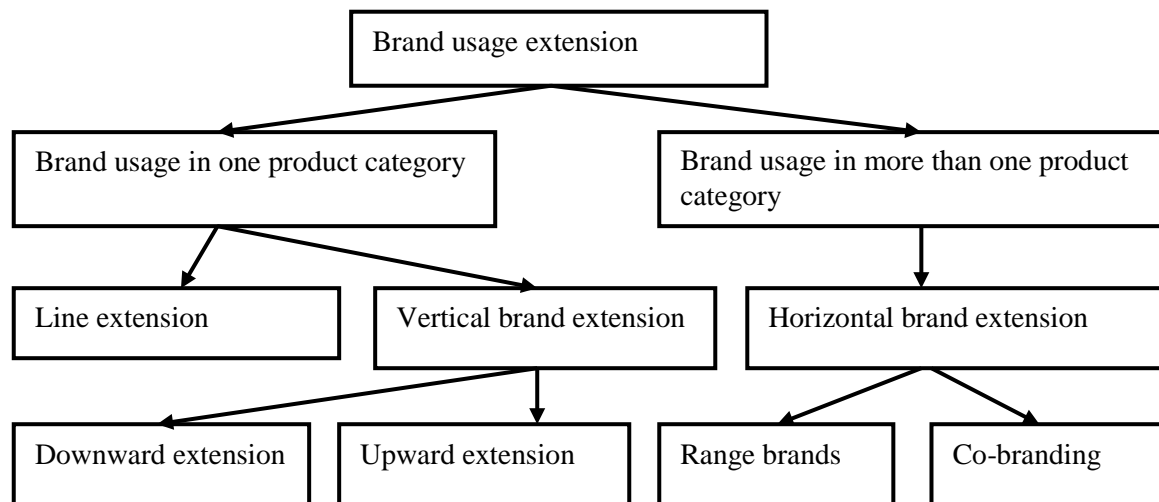 Brand usage extension
Brand usage in one product category
Brand usage in more than one product
category
Line extension
Vertical brand extension
Horizontal brand extension
Downward extension
Upward extension
Range brands
Co-branding